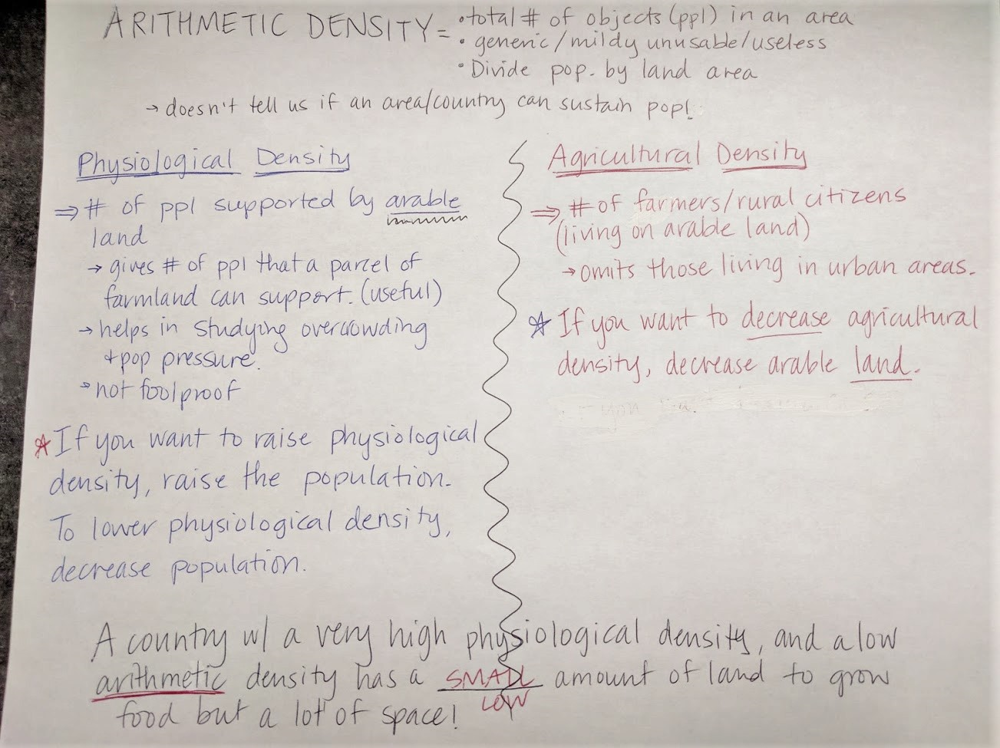 ARITHMETIC DENSITY = • total # of objects (ppl) in an area
• generic/mildy unusable/useless
• Divide pop. by land area
→ doesn't tell us if an area/country can sustain pop!
Physiological Density
⇒ # of ppl supported by arable
land
→ gives # of ppl that a parcel of
farmland can support. (useful)
→ helps in studying overcrowding
+ pop pressure.
→ not foolproof
☆ If you want to raise physiological
density, raise the population.
To lower physiological density,
decrease population.
Agricultural Density
⇒ # of farmers/rural citizens
(living on arable land)
→ omits those living in urban areas.
☆ If you want to decrease agricultural
density, decrease arable land.
A country w/ a very high physiological density, and a low
arithmetic density has a SMALL amount of land to grow
LOW
food but a lot of space!